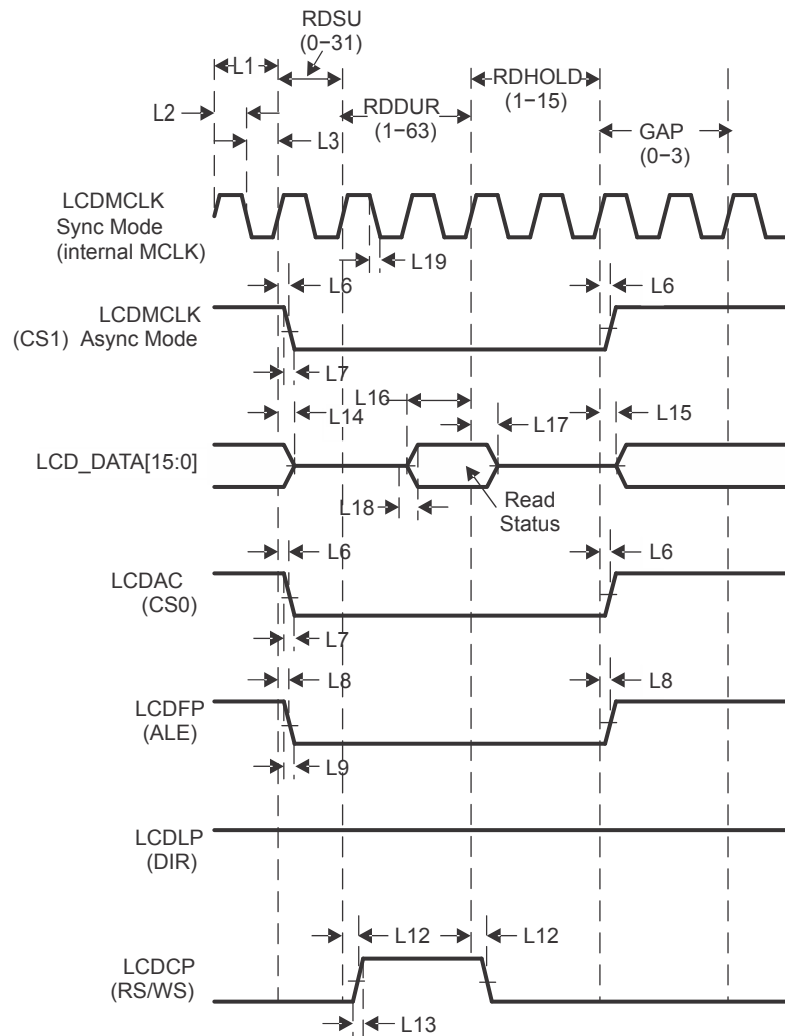 RDSU
(0−31)
L1
RDHOLD
(1−15)
L2
RDDUR
(1−63)
GAP
(0−3)
L3
LCDMCLK
Sync Mode
(internal MCLK)
L19
L6
L6
LCDMCLK
(CS1) Async Mode
L7
L16
L14
L17
L15
LCD_DATA[15:0]
L18
Read
Status
L6
L6
LCDAC
(CS0)
L7
L8
L8
LCDFP
(ALE)
L9
LCDLP
(DIR)
L12
L12
LCDCP
(RS/WS)
L13